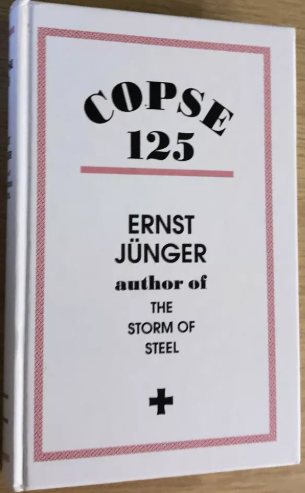 COPSE
125
ERNST
JÜNGER
author of
THE
STORM OF
STEEL